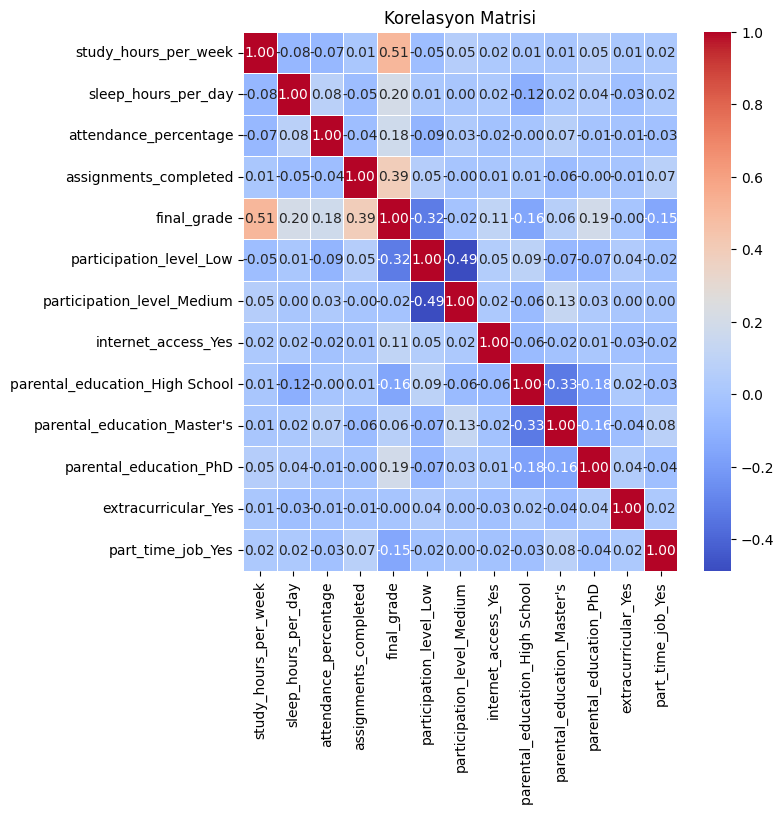 Korelasyon Matrisi
study_hours_per_week 1.00 -0.08 -0.07 0.01 0.51 -0.05 0.05 0.02 0.01 0.01 0.05 0.01 0.02
sleep_hours_per_day -0.08 1.00 0.08 -0.05 0.20 0.01 0.00 0.02 -0.12 0.02 0.04 -0.03 0.02
attendance_percentage -0.07 0.08 1.00 -0.04 0.18 -0.09 0.03 -0.02 -0.00 0.07 -0.01 -0.01 -0.03
assignments_completed 0.01 -0.05 -0.04 1.00 0.39 0.05 -0.00 0.01 0.01 -0.06 -0.00 -0.01 0.07
final_grade 0.51 0.20 0.18 0.39 1.00 -0.32 -0.02 0.11 -0.16 0.06 0.19 -0.00 -0.15
participation_level_Low -0.05 0.01 -0.09 0.05 -0.32 1.00 -0.49 0.05 0.09 -0.07 -0.07 0.04 -0.02
participation_level_Medium 0.05 0.00 0.03 -0.00 -0.02 -0.49 1.00 0.02 -0.06 0.13 0.03 0.00 0.00
internet_access_Yes 0.02 0.02 -0.02 0.01 0.11 0.05 0.02 1.00 -0.06 -0.02 0.01 -0.03 -0.02
parental_education_High School 0.01 -0.12 -0.00 0.01 -0.16 0.09 -0.06 -0.06 1.00 -0.33 -0.18 0.02 -0.03
parental_education_Master's 0.01 0.02 0.07 -0.06 0.06 -0.07 0.13 -0.02 -0.33 1.00 -0.16 -0.04 0.08
parental_education_PhD 0.05 0.04 -0.01 -0.00 0.19 -0.07 0.03 0.01 -0.18 -0.16 1.00 0.04 -0.04
extracurricular_Yes 0.01 -0.03 -0.01 -0.01 -0.00 0.04 0.00 -0.03 0.02 -0.04 0.04 1.00 0.02
part_time_job_Yes 0.02 0.02 -0.03 0.07 -0.15 -0.02 0.00 -0.02 -0.03 0.08 -0.04 0.02 1.00
study_hours_per_week
sleep_hours_per_day
attendance_percentage
assignments_completed
final_grade
participation_level_Low
participation_level_Medium
internet_access_Yes
parental_education_High School
parental_education_Master's
parental_education_PhD
extracurricular_Yes
part_time_job_Yes
1.0
0.8
0.6
0.4
0.2
0.0
−0.2
−0.4